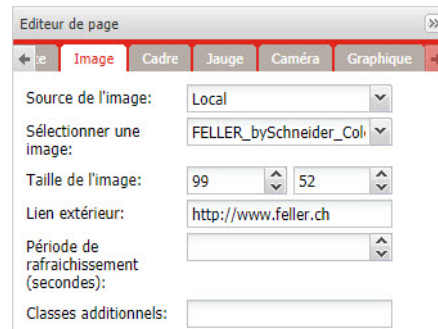 Editeur de page
Image Cadre Jauge Caméra Graphique
Source de l'image: Local
Sélectionner une
image:
FELLER_bySchneider_Col
Taille de l'image: 99 52
Lien extérieur: http://www.feller.ch
Période de
rafraichissement
(secondes):
Classes additionnels: